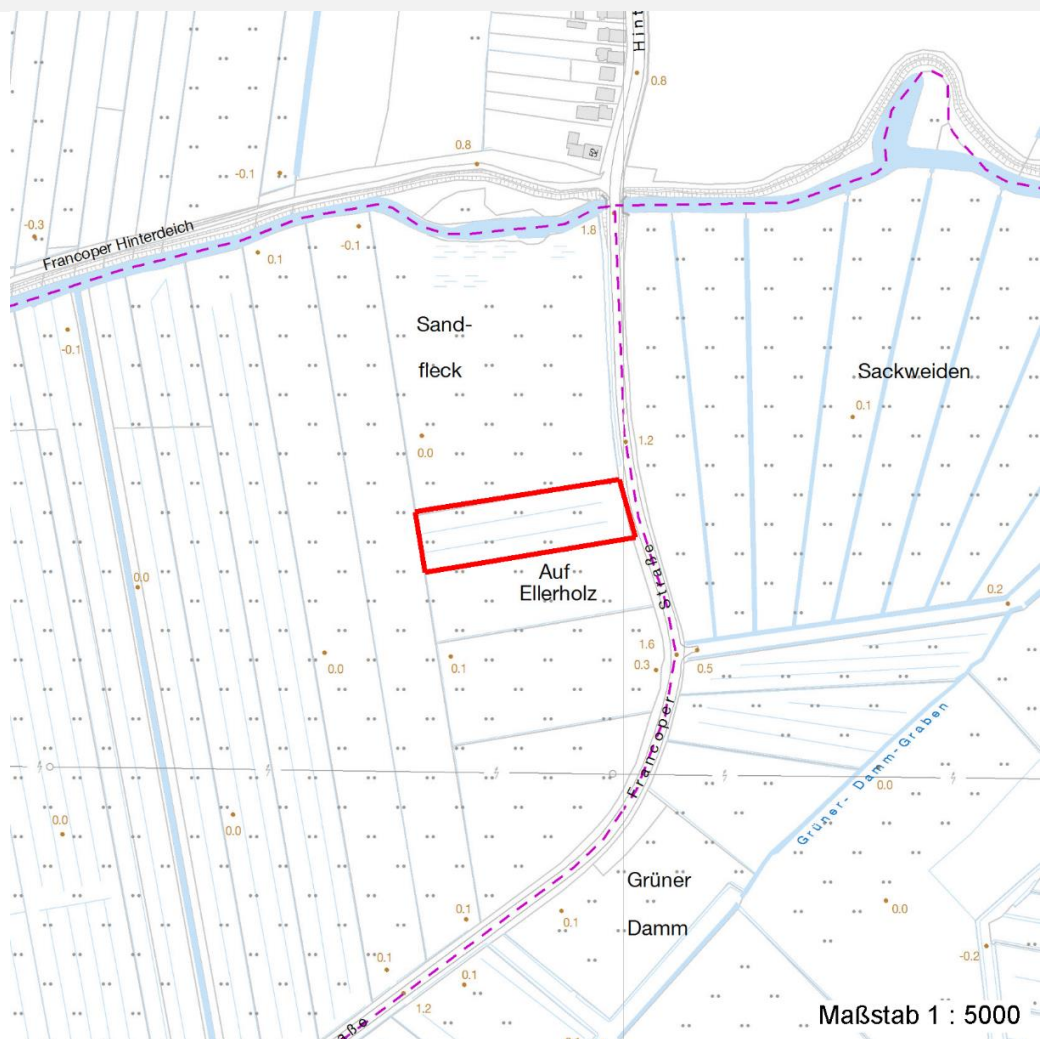 Hint
0.8
0.8
-0.1
52
-0.3
Francoper Hinterdeich
1.8
-0.1
0.1
-0.1
Sand-
fleck
Sackweiden
0.1
0.0
1.2
Auf
Ellerholz
Straße
0.0
0.2
0.0
0.1
1.6
0.3
0.5
Francoper
Grüner-Damm-Graben
0.0
0.0
0.0
Grüner
Damm
0.0
0.1
0.1
-0.2
0.1
0.1
1.2
aße
Maßstab 1 : 5000